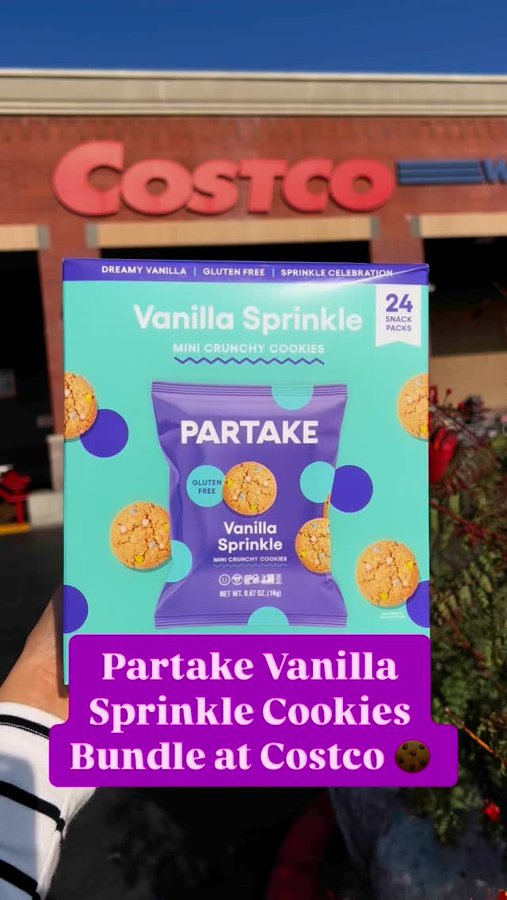 COSTCO
W
DREAMY VANILLA | GLUTEN FREE | SPRINKLE CELEBRATION
24
SNACK
PACKS
Vanilla Sprinkle
MINI CRUNCHY COOKIES
PARTAKE
GLUTEN
FREE
Vanilla
Sprinkle
MINI CRUNCHY COOKIES
NET WT. 0.67 OZ. (19g)
Partake Vanilla
Sprinkle Cookies
Bundle at Costco 🍪